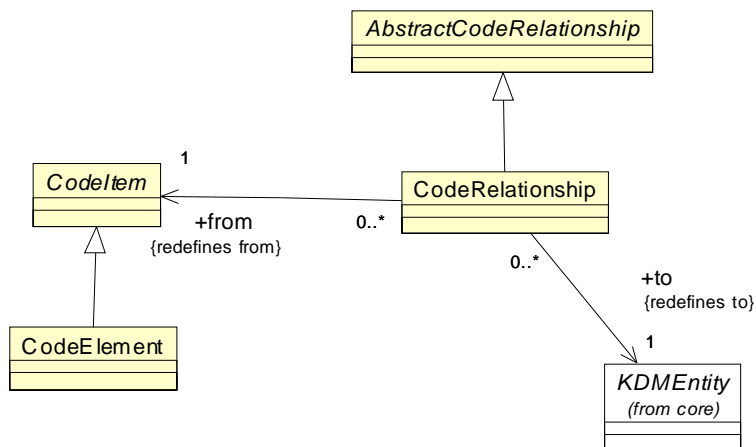 AbstractCodeRelationship
1
CodeItem
CodeRelationship
+from
0..*
{redefines from}
0..*
+to
{redefines to}
CodeElement
1
KDMEntity
(from core)